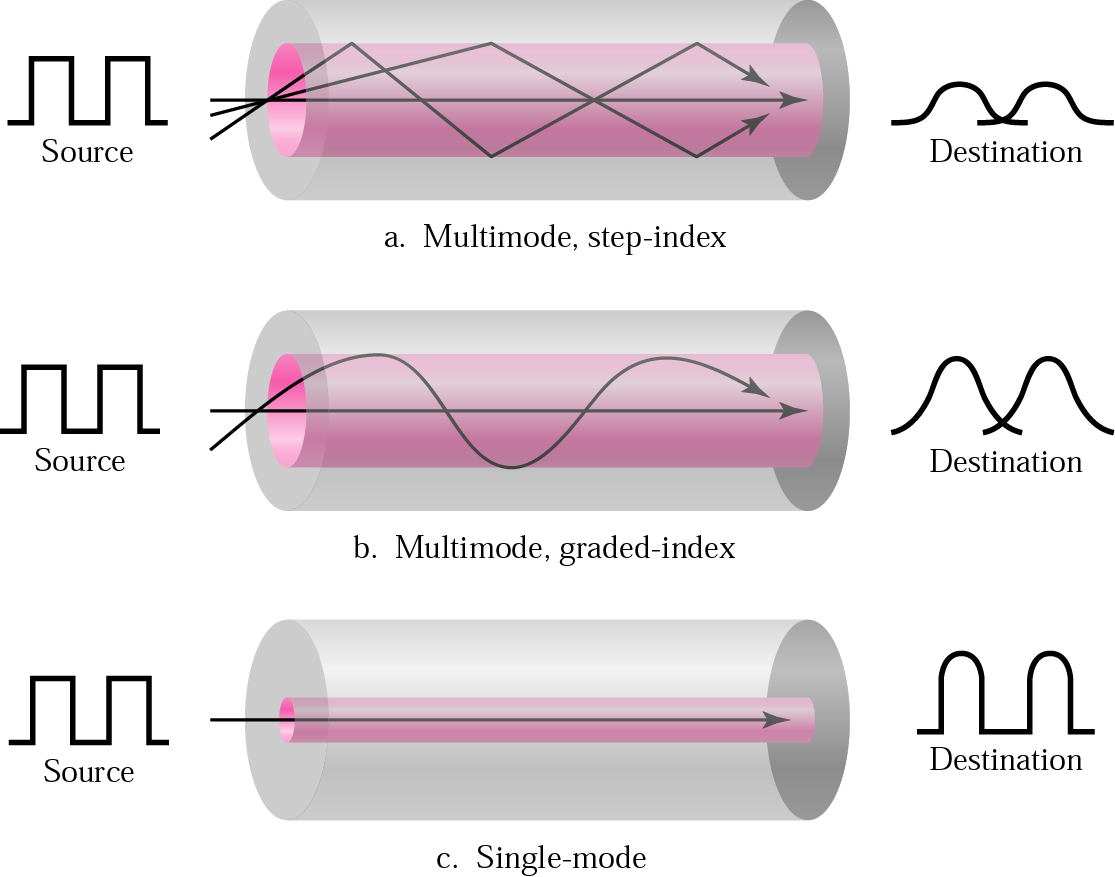 Source
Destination
a. Multimode, step-index
Source
Destination
b. Multimode, graded-index
Source
Destination
c. Single-mode